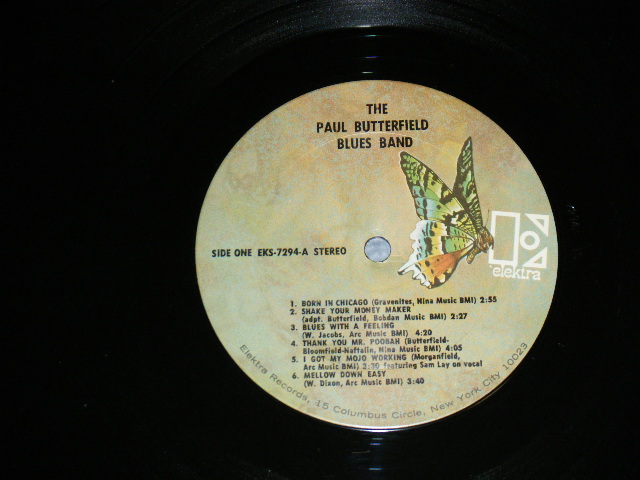 THE
PAUL BUTTERFIELD
BLUES BAND
elektra
SIDE ONE EKS-7294-A STEREO
1. BORN IN CHICAGO (Gravenites, Nina Music BMI) 2:55
2. SHAKE YOUR MONEY MAKER
(adpt. Butterfield, Bobdan Music BMI) 2:27
3. BLUES WITH A FEELING
(W. Jacobs, Arc Music BMI) 4:20
4. THANK YOU MR. POOBAH (Butterfield-
Bloomfield-Naftalin, Nina Music BMI) 4:05
5. I GOT MY MOJO WORKING (Morganfield,
Arc Music BMI) featuring Sam Lay on vocal
6. MELLOW DOWN EASY
(W. Dixon, Arc Music BMI) 3:40
Elektra Records, 15 Columbus Circle, New York City 10023